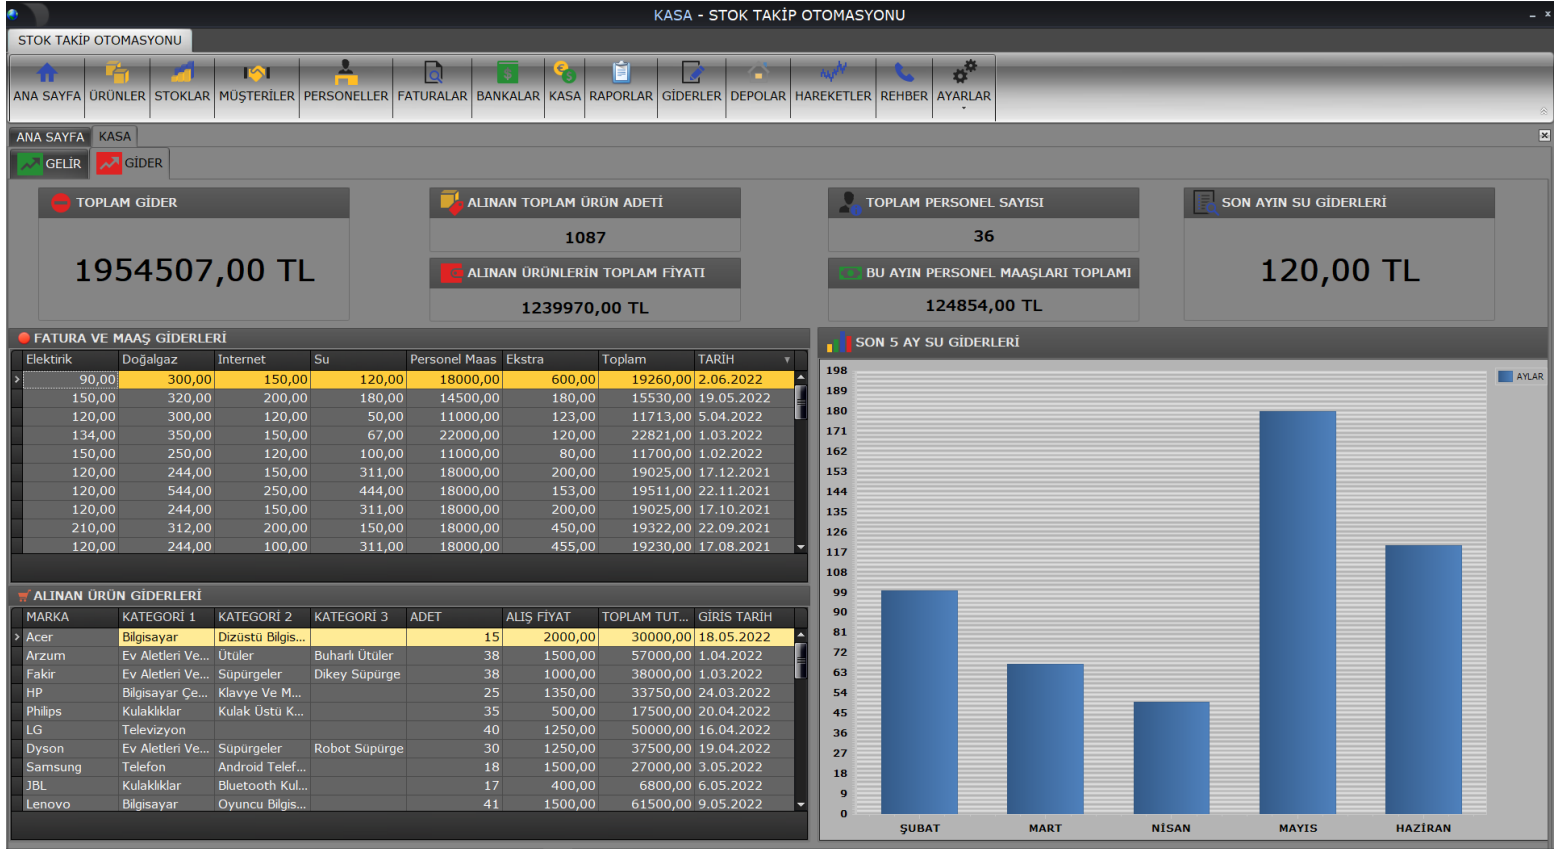 KASA - STOK TAKİP OTOMASYONU
STOK TAKİP OTOMASYONU
ANA SAYFA ÜRÜNLER STOKLAR MÜŞTERİLER PERSONELLER FATURALAR BANKALAR KASA RAPORLAR GİDERLER DEPOLAR HAREKETLER REHBER AYARLAR
ANA SAYFA KASA
GELİR GİDER
TOPLAM GİDER
1954507,00 TL
ALINAN TOPLAM ÜRÜN ADETİ
1087
ALINAN ÜRÜNLERİN TOPLAM FİYATI
1239970,00 TL
TOPLAM PERSONEL SAYISI
36
BU AYIN PERSONEL MAAŞLARI TOPLAMI
124854,00 TL
SON AYIN SU GİDERLERİ
120,00 TL
FATURA VE MAAŞ GİDERLERİ
Elektirik Doğalgaz Internet Su Personel Maas Ekstra Toplam TARİH
90,00 300,00 150,00 120,00 18000,00 600,00 19260,00 2.06.2022
150,00 320,00 200,00 180,00 14500,00 180,00 15530,00 19.05.2022
120,00 300,00 120,00 50,00 11000,00 123,00 11713,00 5.04.2022
134,00 350,00 150,00 67,00 22000,00 120,00 22821,00 1.03.2022
150,00 250,00 120,00 100,00 11000,00 80,00 11700,00 1.02.2022
120,00 244,00 150,00 311,00 18000,00 200,00 19025,00 17.12.2021
120,00 544,00 250,00 444,00 18000,00 153,00 19511,00 22.11.2021
120,00 244,00 150,00 311,00 18000,00 200,00 19025,00 17.10.2021
210,00 312,00 200,00 150,00 18000,00 450,00 19322,00 22.09.2021
120,00 244,00 100,00 311,00 18000,00 455,00 19230,00 17.08.2021
ALINAN ÜRÜN GİDERLERİ
MARKA KATEGORİ 1 KATEGORİ 2 KATEGORİ 3 ADET ALIŞ FİYAT TOPLAM TUT... GİRİS TARİH
Acer Bilgisayar Dizüstü Bilgis... 15 2000,00 30000,00 18.05.2022
Arzum Ev Aletleri Ve... Ütüler Buharlı Ütüler 38 1500,00 57000,00 1.04.2022
Fakir Ev Aletleri Ve... Süpürgeler Dikey Süpürge 38 1000,00 38000,00 1.03.2022
HP Bilgisayar Çe... Klavye Ve M... 25 1350,00 33750,00 24.03.2022
Philips Kulaklıklar Kulak Üstü K... 35 500,00 17500,00 20.04.2022
LG Televizyon 40 1250,00 50000,00 16.04.2022
Dyson Ev Aletleri Ve... Süpürgeler Robot Süpürge 30 1250,00 37500,00 19.04.2022
Samsung Telefon Android Telef... 18 1500,00 27000,00 3.05.2022
JBL Kulaklıklar Bluetooth Kul... 17 400,00 6800,00 6.05.2022
Lenovo Bilgisayar Oyuncu Bilgis... 41 1500,00 61500,00 9.05.2022
SON 5 AY SU GİDERLERİ
AYLAR
198
189
180
171
162
153
144
135
126
117
108
99
90
81
72
63
54
45
36
27
18
9
0
ŞUBAT MART NİSAN MAYIS HAZİRAN